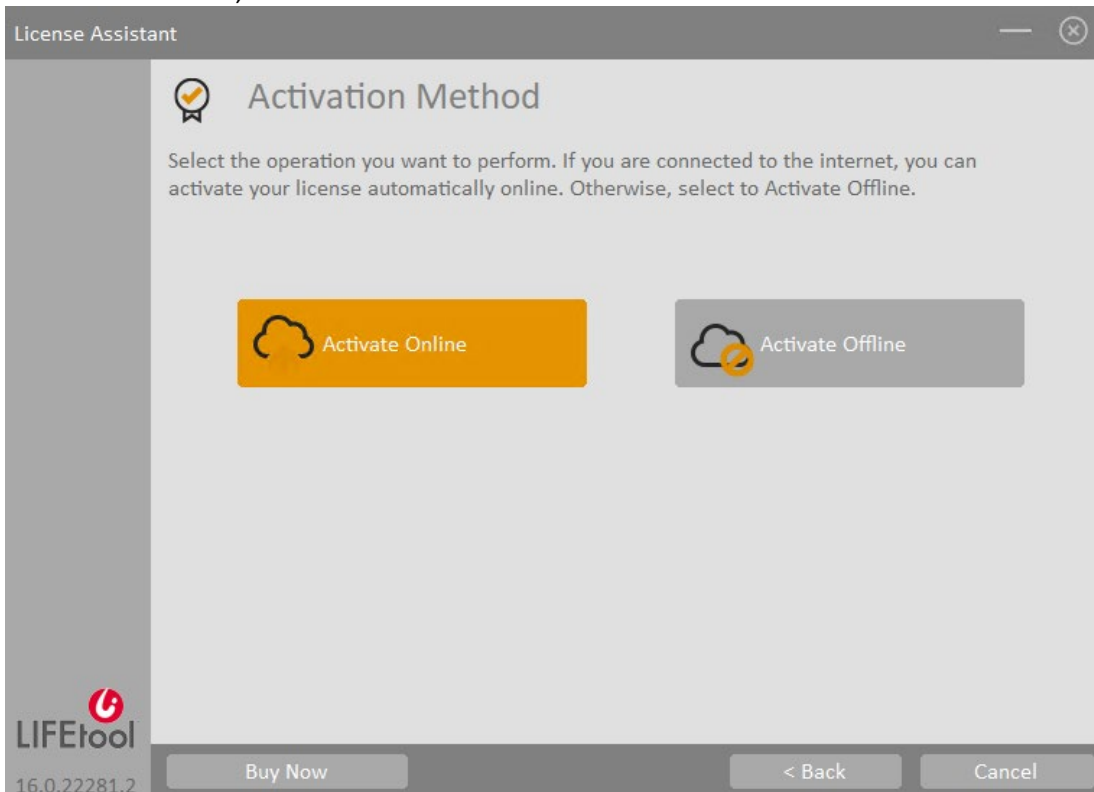 License Assistant
Activation Method
Select the operation you want to perform. If you are connected to the internet, you can
activate your license automatically online. Otherwise, select to Activate Offline.
Activate Online
Activate Offline
LIFEtool
16.0.22281.2
Buy Now
< Back
Cancel